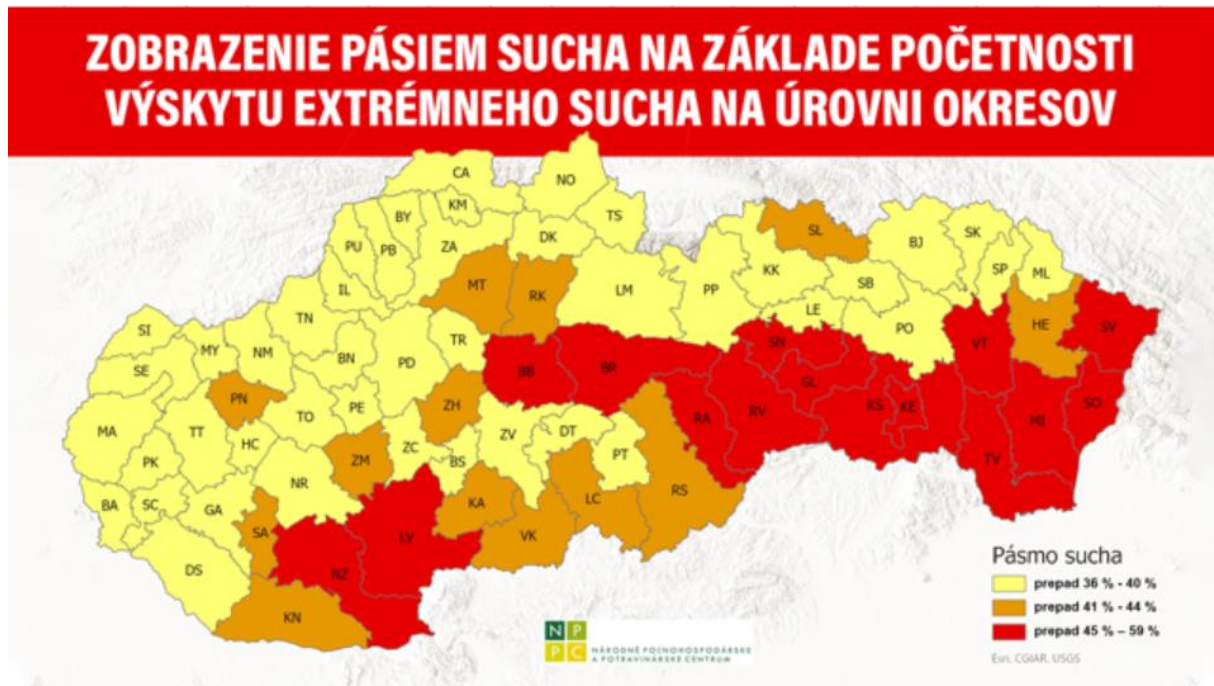 ZOBRAZENIE PÁSIEM SUCHA NA ZÁKLADE POČETNOSTI
VÝSKYTU EXTRÉMNEHO SUCHA NA ÚROVNI OKRESOV
CA
NO
KM
BY
TS
PU
PB
ZA
DK
SL
BJ
SK
SP
ML
IL
MT
RK
LM
PP
KK
SB
LE
PO
HE
SV
SI
TN
MY
NM
BN
PD
TR
BB
BR
SN
VT
SE
PN
TO
PE
ZH
GL
RA
RV
KS
KE
MI
SO
MA
TT
HC
ZC
ZV
DT
PT
PK
ZM
BS
TV
BA
SC
GA
NR
KA
LC
RS
SA
LV
VK
DS
NZ
KN
Pásmo sucha
prepad 36 % - 40 %
prepad 41 % - 44 %
prepad 45 % – 59 %
Esri, CGIAR, USGS
N P
P C
NÁRODNÉ POĽNOHOSPODÁRSKE
A POTRAVINÁRSKE CENTRUM